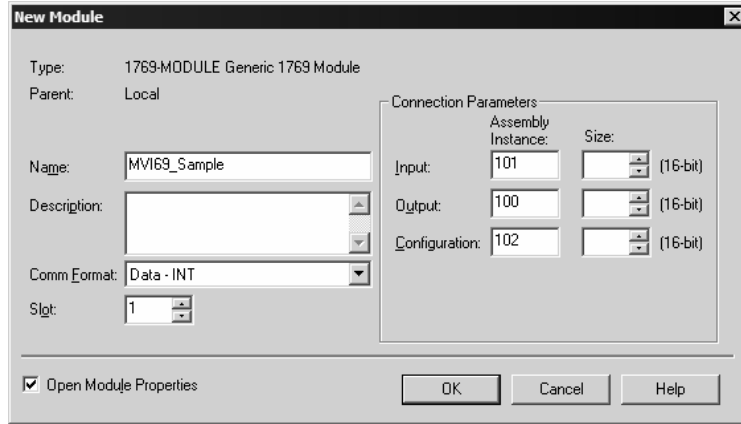 New Module
Type: 1769-MODULE Generic 1769 Module
Parent: Local
Connection Parameters
Assembly
Instance: Size:
Name: MVI69_Sample
Input: 101 (16-bit)
Description:
Output: 100 (16-bit)
Configuration: 102 (16-bit)
Comm Format: Data - INT
Slot: 1
Open Module Properties
OK Cancel Help